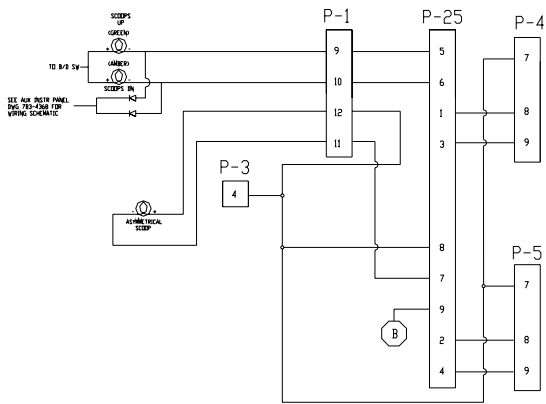 SCOOPS
UP
(GREEN)
+ -
TO B/D SW
(AMBER)
+ -
SCOOPS DN
SEE AUX INSTR PANEL
DWG 783-4368 FOR
WIRING SCHEMATIC
- +
ASYMMETRICAL
SCOOP
P-1
9
10
12
11
P-3
4
P-25
5
6
1
3
8
7
9
2
4
B
P-4
7
8
9
P-5
7
8
9